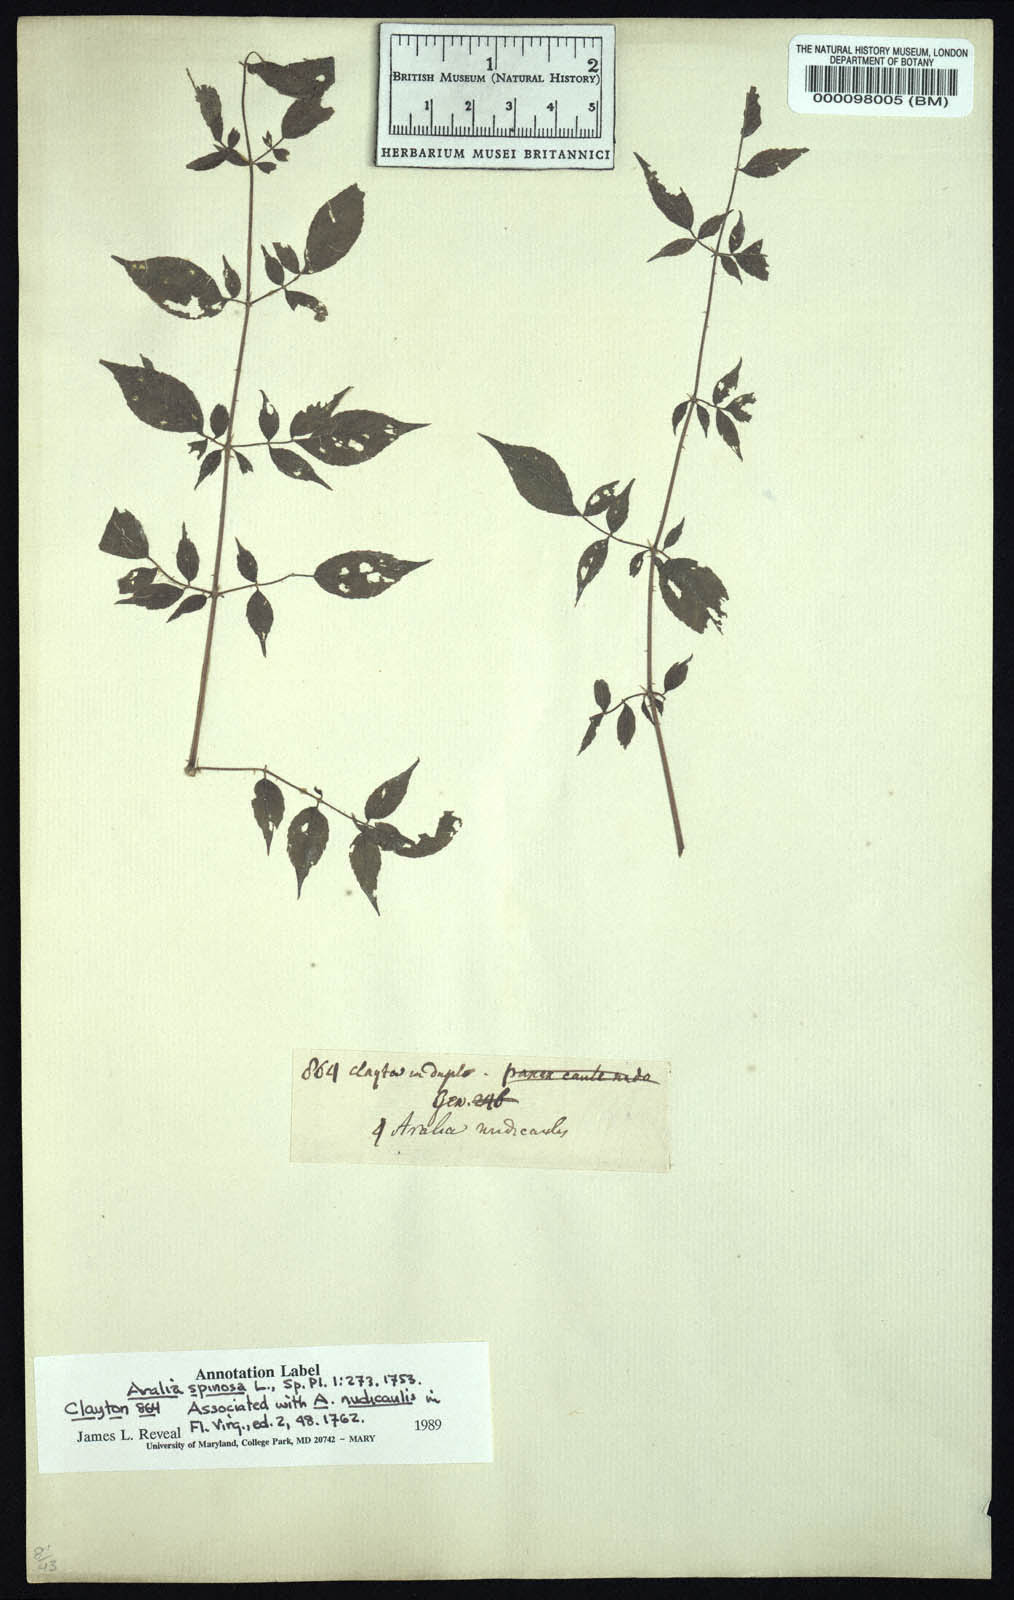 1 2
BRITISH MUSEUM (NATURAL HISTORY)
1 2 3 4 5
HERBARIUM MUSEI BRITANNICI
THE NATURAL HISTORY MUSEUM, LONDON
DEPARTMENT OF BOTANY
000098005 (BM)
864 Clayton in duplo. panax caule nudo
Gen. 
4 Aralia nudicaulis
Annotation Label
Aralia spinosa L., Sp. Pl. 1:273. 1753.
Clayton 864 Associated with A. nudicaulis in
Fl. Virg., ed. 2, 48. 1762.
James L. Reveal 1989
University of Maryland, College Park, MD 20742 – MARY
43